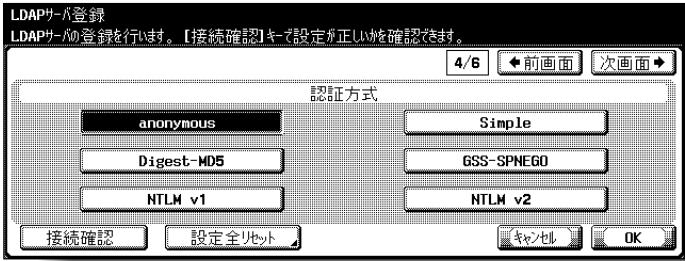 LDAPｻｰﾊﾞ登録
LDAPｻｰﾊﾞの登録を行います。【接続確認】ｷｰで設定が正しいかを確認できます。
4/6 ←前画面 次画面→
認証方式
anonymous Simple
Digest-MD5 GSS-SPNEGO
NTLM v1 NTLM v2
接続確認 設定全ﾘｾｯﾄ ｷｬﾝｾﾙ OK